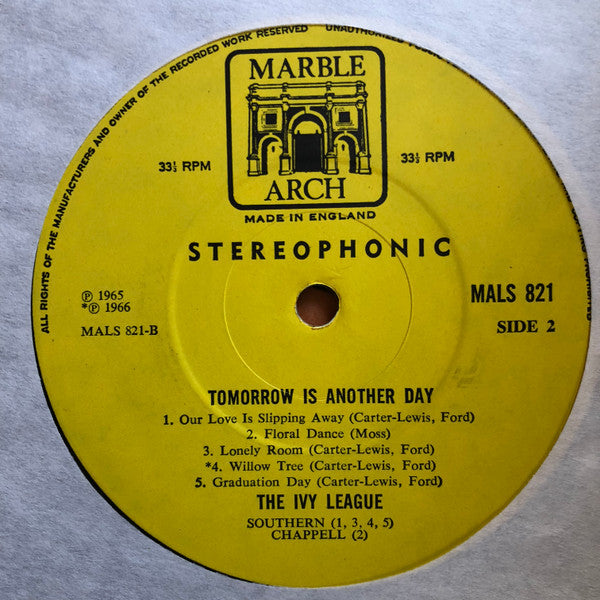 ALL RIGHTS OF THE MANUFACTURERS AND OWNER OF THE RECORDED WORK RESERVED
MARBLE
ARCH
33⅓ RPM
33⅓ RPM
MADE IN ENGLAND
STEREOPHONIC
℗ 1965
*℗ 1966
MALS 821-B
MALS 821
SIDE 2
TOMORROW IS ANOTHER DAY
1. Our Love Is Slipping Away (Carter-Lewis, Ford)
2. Floral Dance (Moss)
3. Lonely Room (Carter-Lewis, Ford)
*4. Willow Tree (Carter-Lewis, Ford)
5. Graduation Day (Carter-Lewis, Ford)
THE IVY LEAGUE
SOUTHERN (1, 3, 4, 5)
CHAPPELL (2)